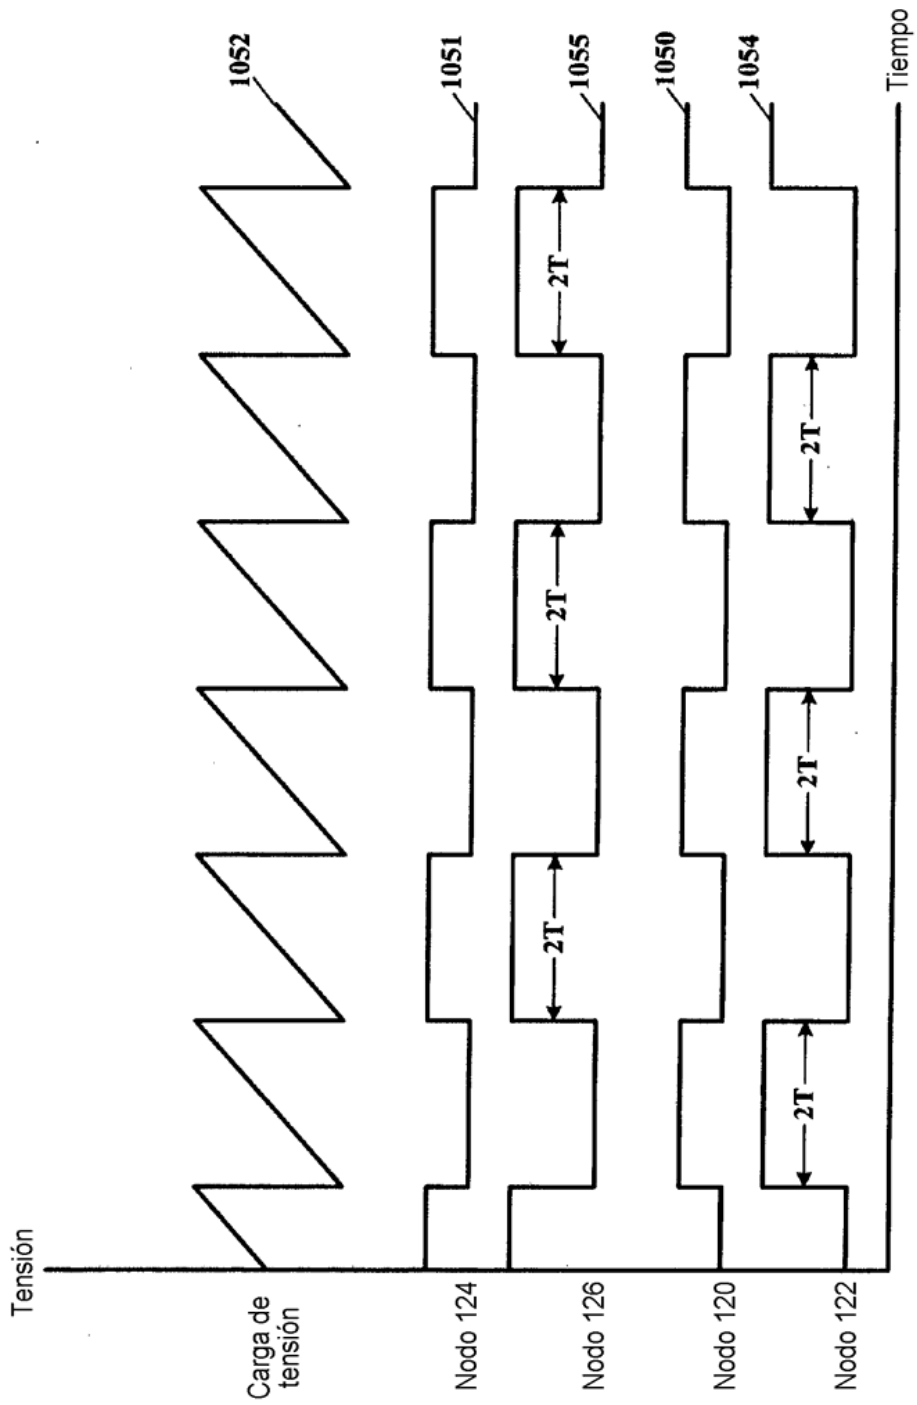 Tensión
Carga de
tensión
1052
Nodo 124
1051
Nodo 126
2T
2T
2T
1055
Nodo 120
1050
Nodo 122
2T
2T
2T
1054
Tiempo